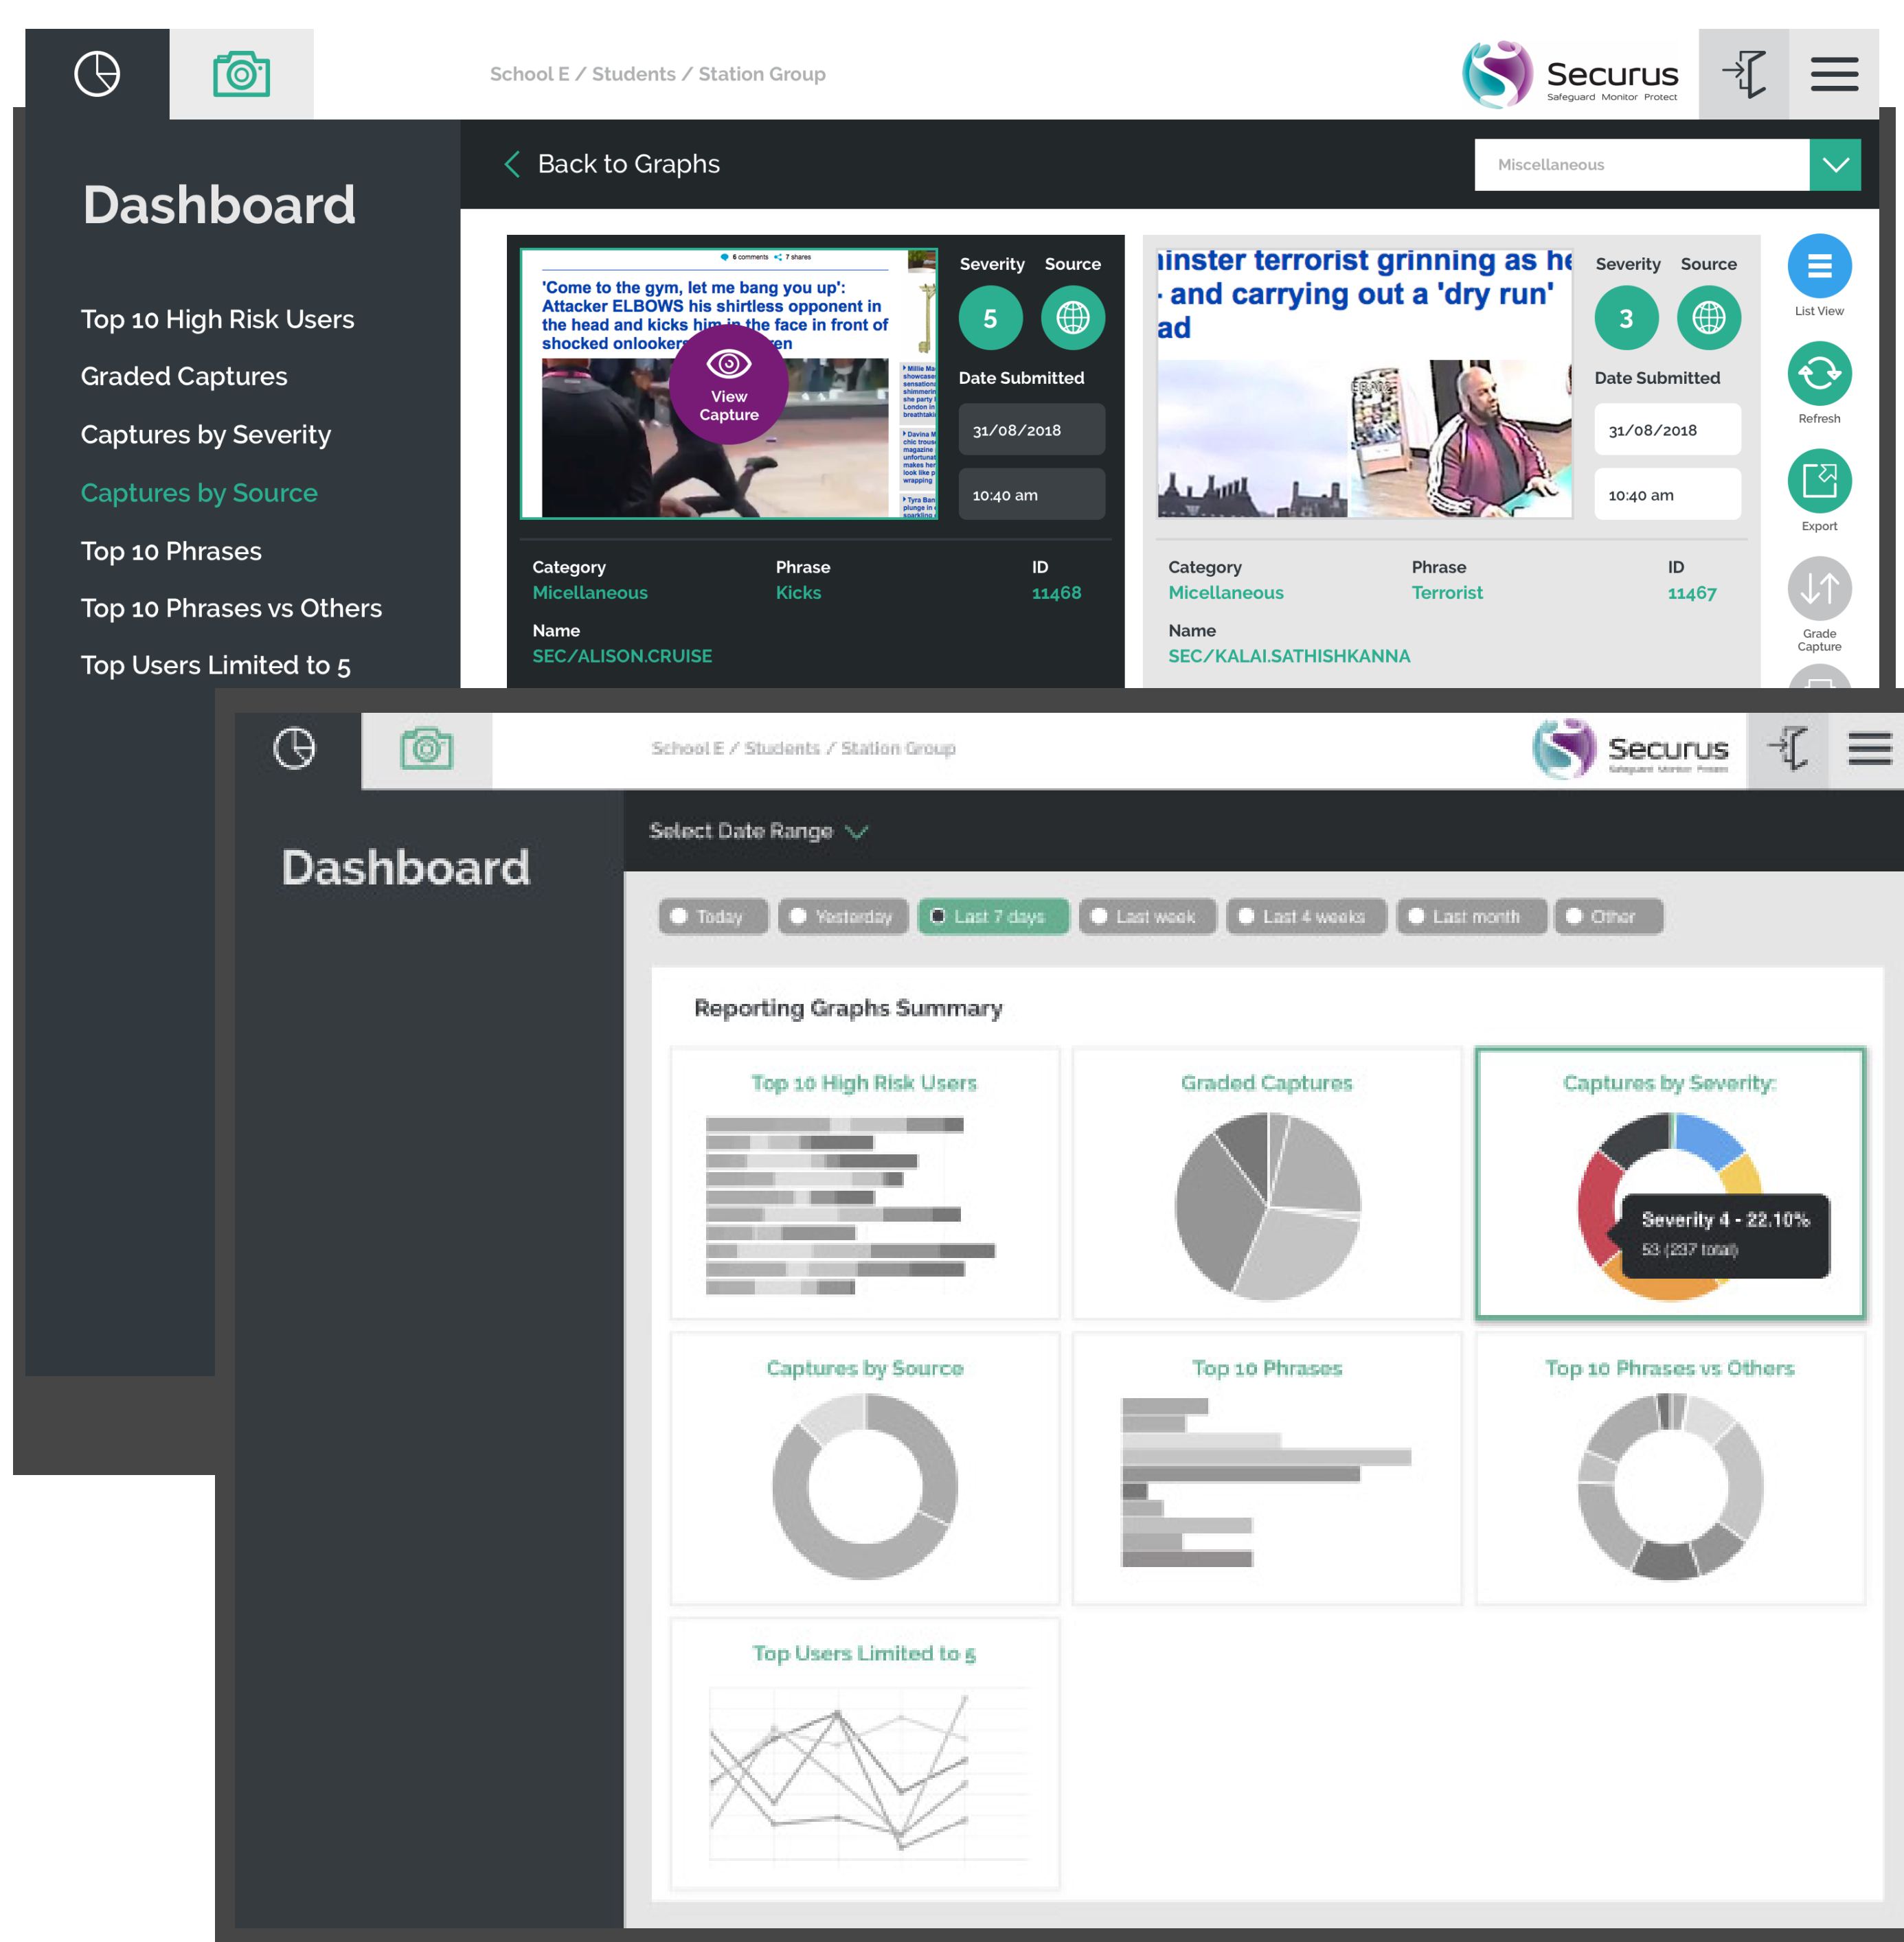 School E / Students / Station Group
Securus
Safeguard Monitor Protect
Dashboard
Top 10 High Risk Users
Graded Captures
Captures by Severity
Captures by Source
Top 10 Phrases
Top 10 Phrases vs Others
Top Users Limited to 5
Back to Graphs
Miscellaneous
6 comments 7 shares
'Come to the gym, let me bang you up':
Attacker ELBOWS his shirtless opponent in
the head and kicks him in the face in front of
shocked onlookers
View
Capture
Severity Source
5
Date Submitted
31/08/2018
10:40 am
Category Phrase ID
Micellaneous Kicks 11468
Name
SEC/ALISON.CRUISE
terrorist grinning as
and carrying out a 'dry run'
Severity Source
3
Date Submitted
31/08/2018
10:40 am
Category Phrase ID
Micellaneous Terrorist 11467
Name
SEC/KALAI.SATHISHKANNA
List View
Refresh
Export
Grade
Capture
School E / Students / Station Group
Securus
Safeguard Monitor Protect
Dashboard
Select Date Range
Today Yesterday Last 7 days Last week Last 4 weeks Last month Other
Reporting Graphs Summary
Top 10 High Risk Users
Graded Captures
Captures by Severity:
Severity 4 - 22.10%
53 (237 total)
Captures by Source
Top 10 Phrases
Top 10 Phrases vs Others
Top Users Limited to 5